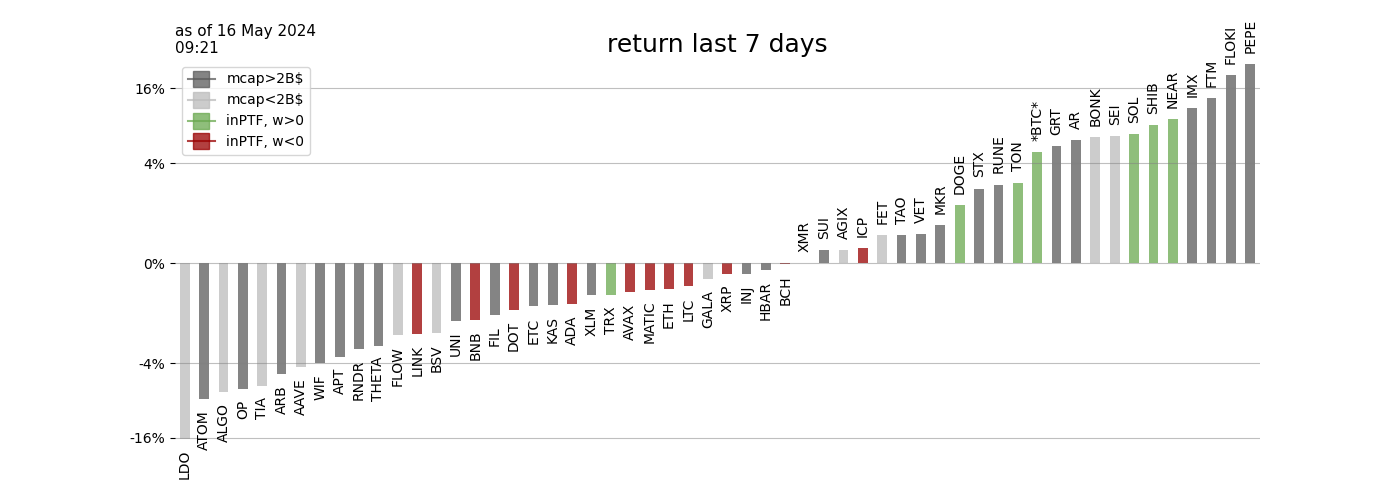 as of 16 May 2024
09:21
return last 7 days
mcap>2B$
mcap<2B$
inPTF, w>0
inPTF, w<0
16%
4%
0%
-4%
-16%
LDO
ATOM
ALGO
OP
TIA
ARB
AAVE
WIF
APT
RNDR
THETA
FLOW
LINK
BSV
UNI
BNB
FIL
DOT
ETC
KAS
ADA
XLM
TRX
AVAX
MATIC
ETH
LTC
GALA
XRP
INJ
HBAR
BCH
XMR
SUI
AGIX
ICP
FET
TAO
VET
MKR
DOGE
STX
RUNE
TON
*BTC*
GRT
AR
BONK
SEI
SOL
SHIB
NEAR
IMX
FTM
FLOKI
PEPE